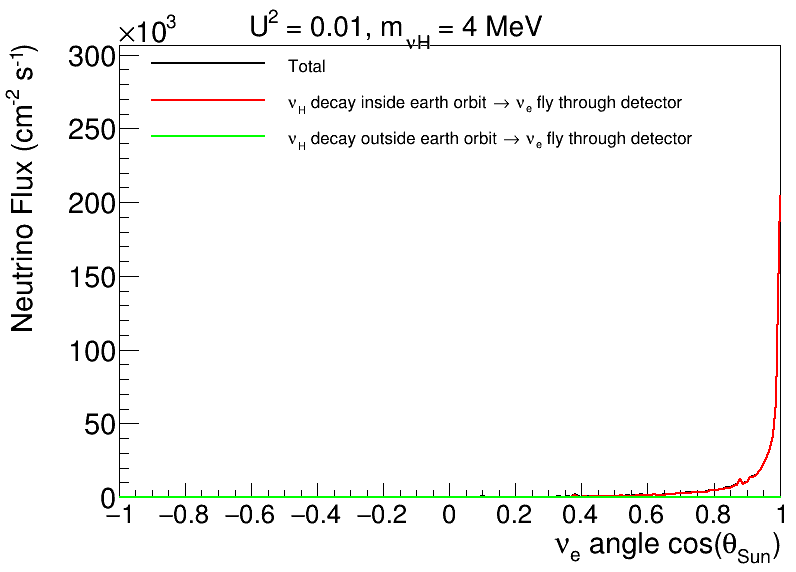 U² = 0.01, m_νH = 4 MeV
×10³
Neutrino Flux (cm⁻² s⁻¹)
300
250
200
150
100
50
0
Total
ν_H decay inside earth orbit → ν_e fly through detector
ν_H decay outside earth orbit → ν_e fly through detector
−1 −0.8 −0.6 −0.4 −0.2 0 0.2 0.4 0.6 0.8 1
ν_e angle cos(θ_Sun)